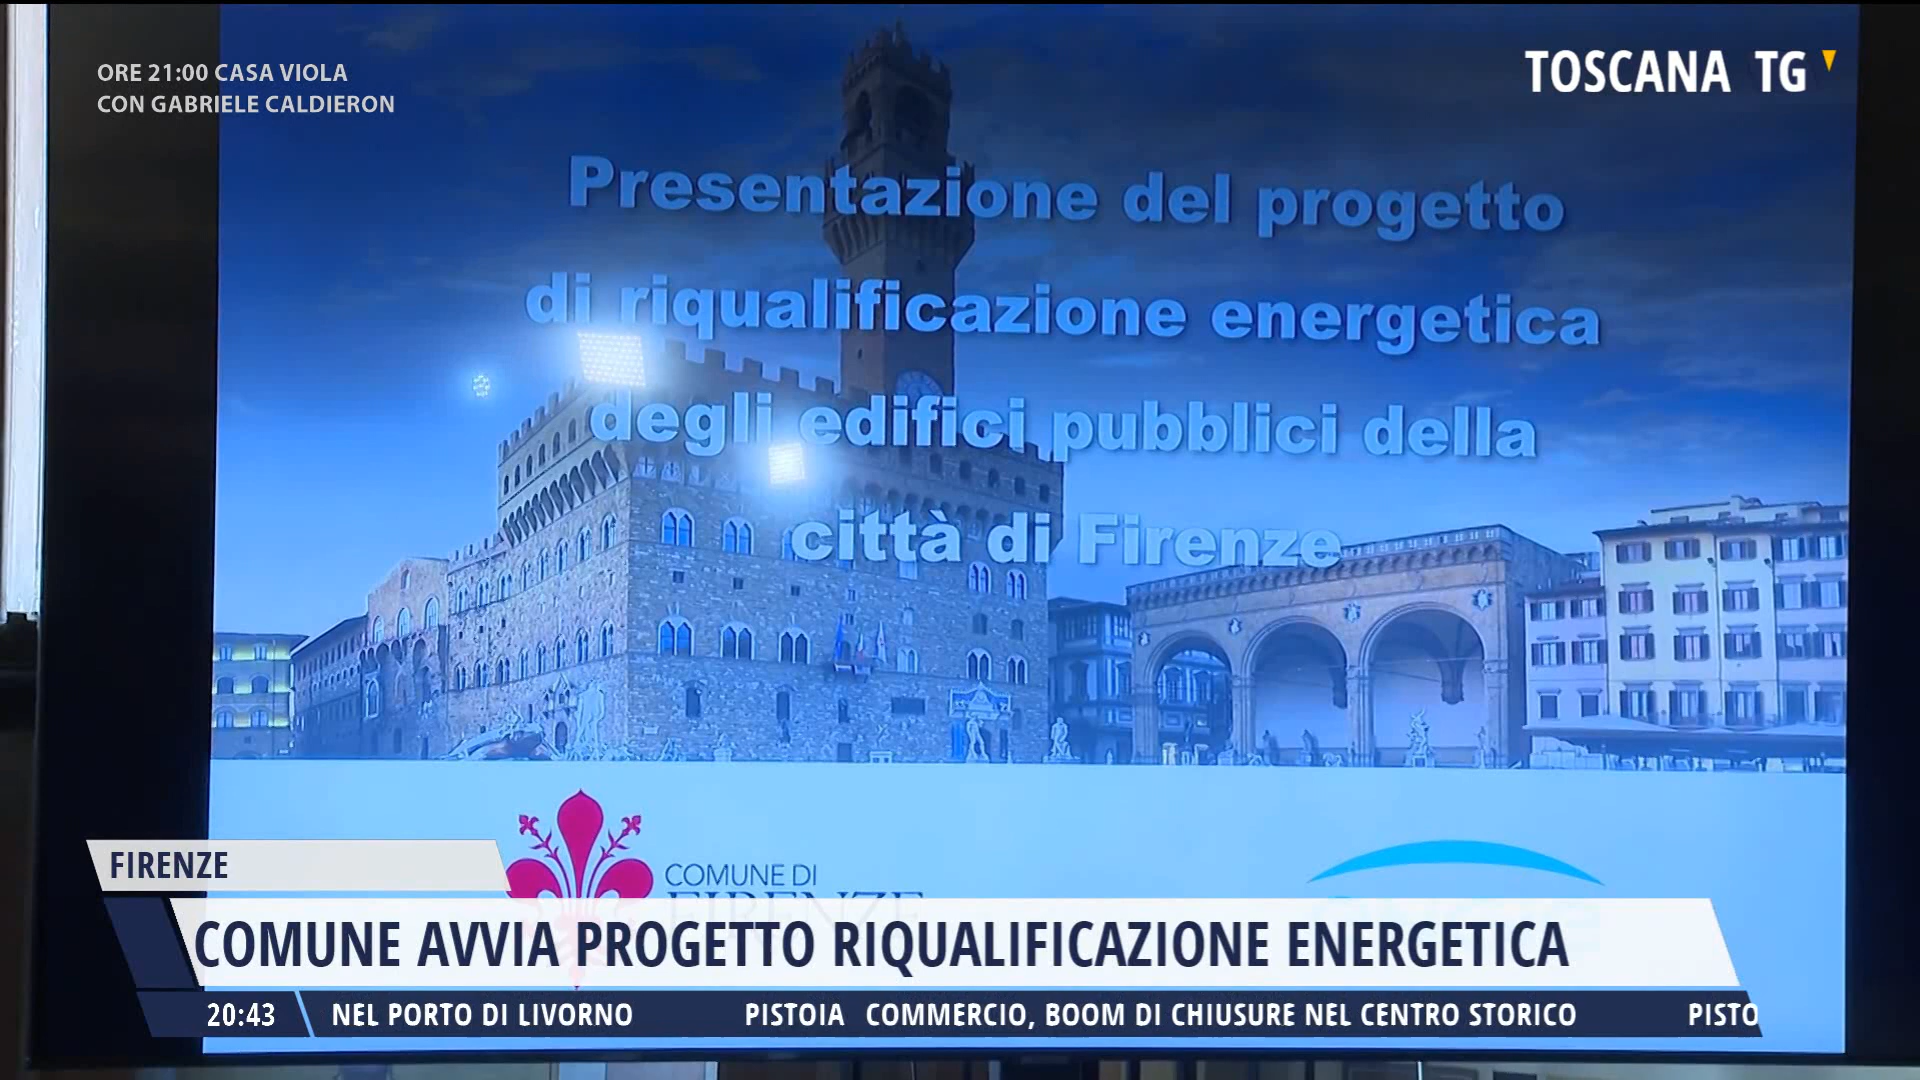 ORE 21:00 CASA VIOLA
CON GABRIELE CALDIERON
TOSCANA TG
Presentazione del progetto
di riqualificazione energetica
degli edifici pubblici della
città di Firenze
COMUNE DI
FIRENZE
FIRENZE
COMUNE AVVIA PROGETTO RIQUALIFICAZIONE ENERGETICA
20:43 NEL PORTO DI LIVORNO PISTOIA COMMERCIO, BOOM DI CHIUSURE NEL CENTRO STORICO PISTO